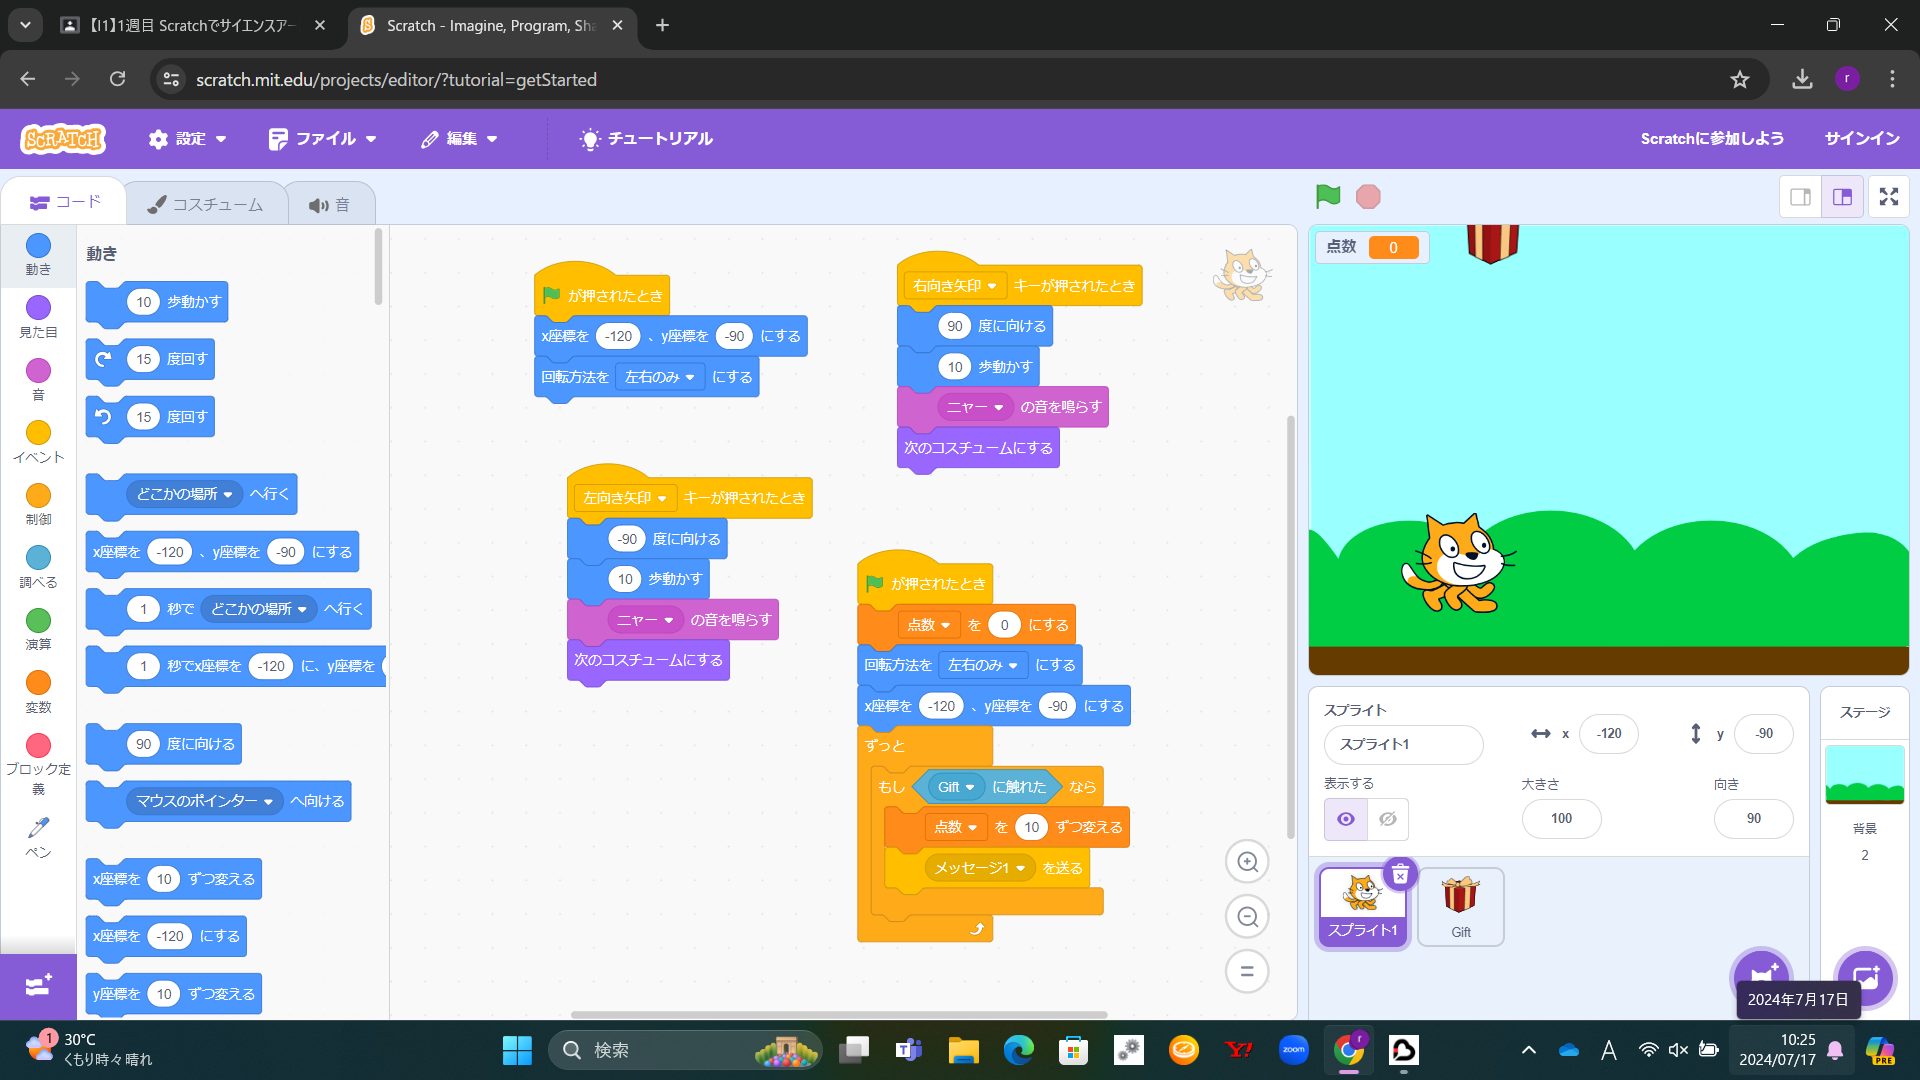 【I1】1週目 Scratchでサイエンスアー
Scratch - Imagine, Program, Sha
scratch.mit.edu/projects/editor/?tutorial=getStarted
r
SCRATCH
設定
ファイル
編集
チュートリアル
Scratchに参加しよう
サインイン
コード
コスチューム
音
動き
見た目
音
イベント
制御
調べる
演算
変数
ブロック定
義
ペン
動き
10 歩動かす
15 度回す
15 度回す
どこかの場所 へ行く
x座標を -120 、y座標を -90 にする
1 秒で どこかの場所 へ行く
1 秒でx座標を -120 に、y座標を
90 度に向ける
マウスのポインター へ向ける
x座標を 10 ずつ変える
x座標を -120 にする
y座標を 10 ずつ変える
が押されたとき
x座標を -120 、y座標を -90 にする
回転方法を 左右のみ にする
左向き矢印 キーが押されたとき
-90 度に向ける
10 歩動かす
ニャー の音を鳴らす
次のコスチュームにする
右向き矢印 キーが押されたとき
90 度に向ける
10 歩動かす
ニャー の音を鳴らす
次のコスチュームにする
が押されたとき
点数 を 0 にする
回転方法を 左右のみ にする
x座標を -120 、y座標を -90 にする
ずっと
もし Gift に触れた なら
点数 を 10 ずつ変える
メッセージ1 を送る
点数 0
スプライト
スプライト1
x -120
y -90
表示する
大きさ
向き
100
90
スプライト1
Gift
ステージ
背景
2
2024年7月17日
1
30°C
くもり時々晴れ
検索
zoom
r
A
10:25
2024/07/17
PRE